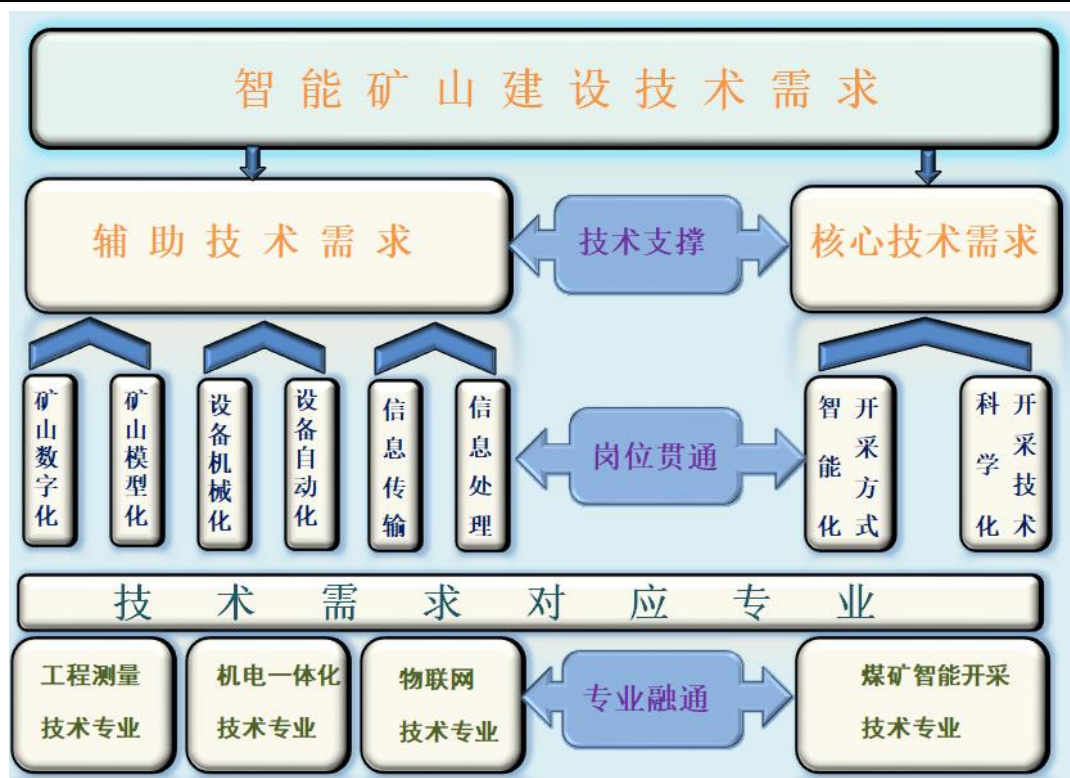 智能矿山建设技术需求
辅助技术需求
技术支撑
核心技术需求
矿山数字化
矿山模型化
设备机械化
设备自动化
信息传输
信息处理
岗位贯通
开采方式
智能化
开采技术
科学化
技术需求对应专业
工程测量
技术专业
机电一体化
技术专业
物联网
技术专业
专业融通
煤矿智能开采
技术专业